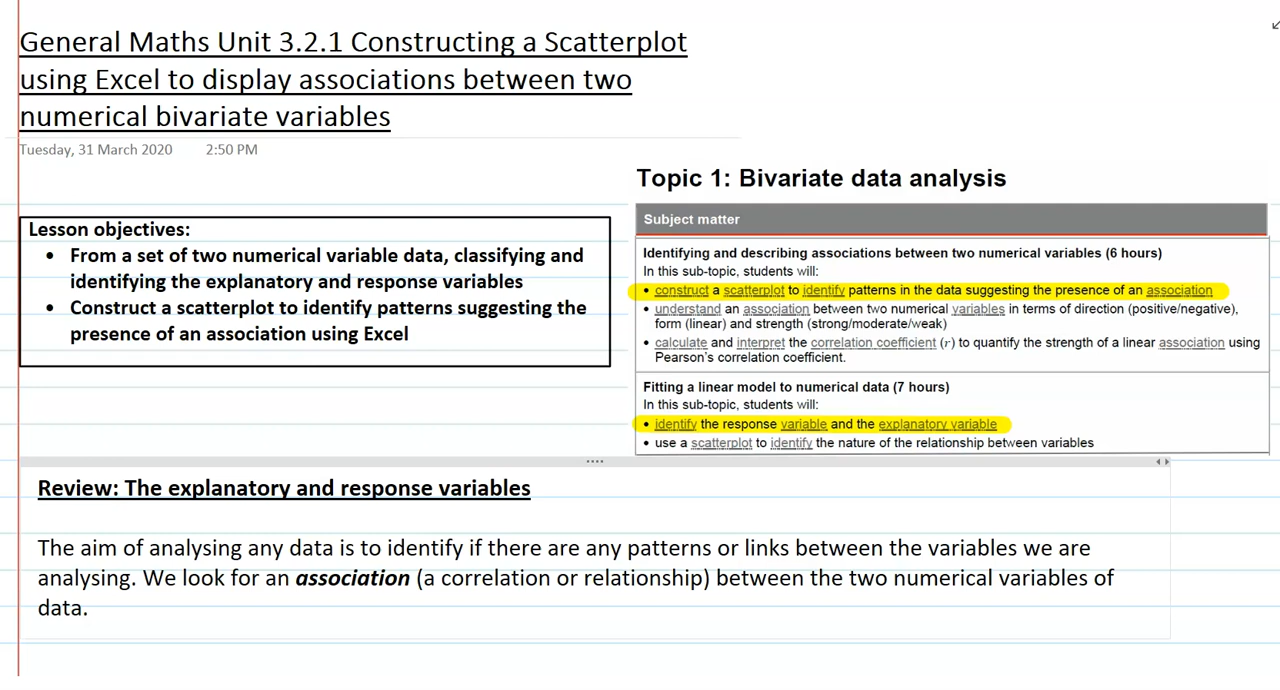 General Maths Unit 3.2.1 Constructing a Scatterplot
using Excel to display associations between two
numerical bivariate variables
Tuesday, 31 March 2020 2:50 PM
Lesson objectives:
• From a set of two numerical variable data, classifying and
identifying the explanatory and response variables
• Construct a scatterplot to identify patterns suggesting the
presence of an association using Excel
Topic 1: Bivariate data analysis
Subject matter
Identifying and describing associations between two numerical variables (6 hours)
In this sub-topic, students will:
• construct a scatterplot to identify patterns in the data suggesting the presence of an association
• understand an association between two numerical variables in terms of direction (positive/negative),
form (linear) and strength (strong/moderate/weak)
• calculate and interpret the correlation coefficient (r) to quantify the strength of a linear association using
Pearson's correlation coefficient.
Fitting a linear model to numerical data (7 hours)
In this sub-topic, students will:
• identify the response variable and the explanatory variable
• use a scatterplot to identify the nature of the relationship between variables
Review: The explanatory and response variables
The aim of analysing any data is to identify if there are any patterns or links between the variables we are
analysing. We look for an association (a correlation or relationship) between the two numerical variables of
data.